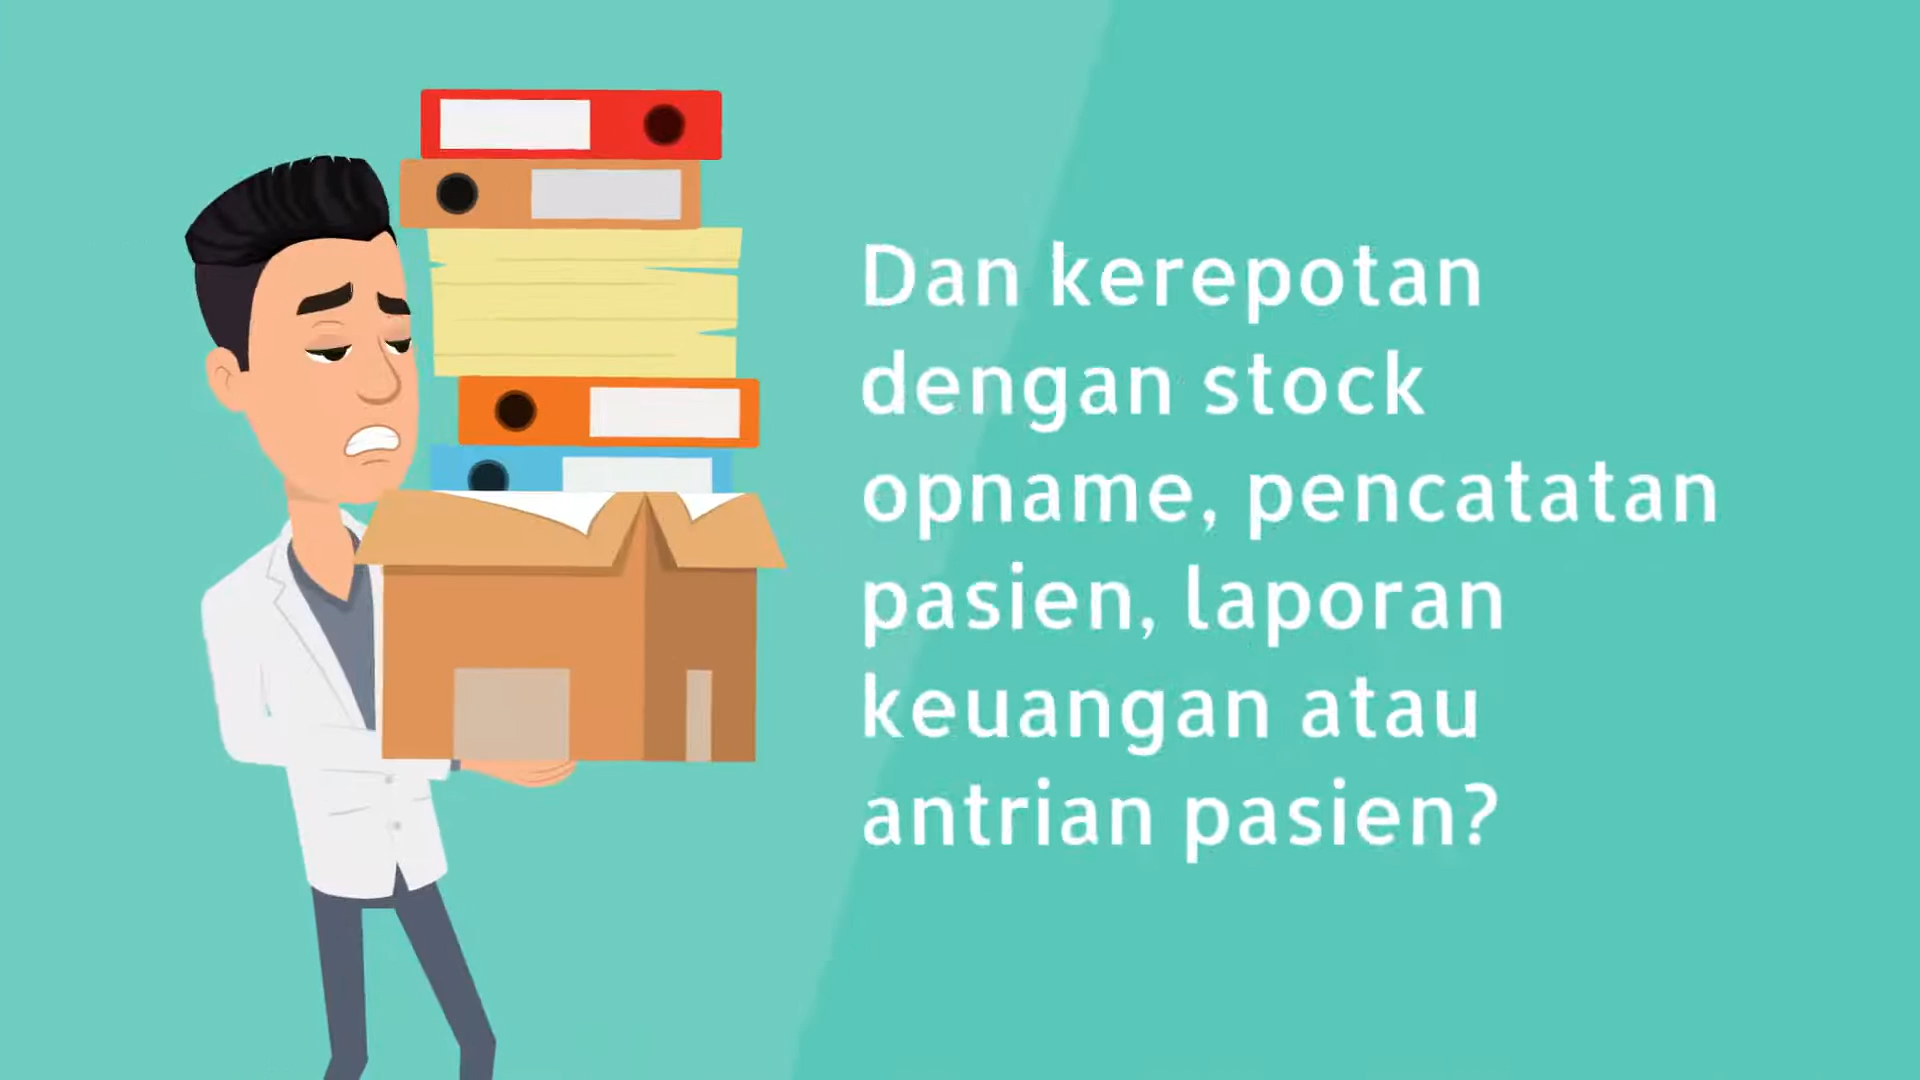 Dan kerepotan
dengan stock
opname, pencatatan
pasien, laporan
keuangan atau
antrian pasien?